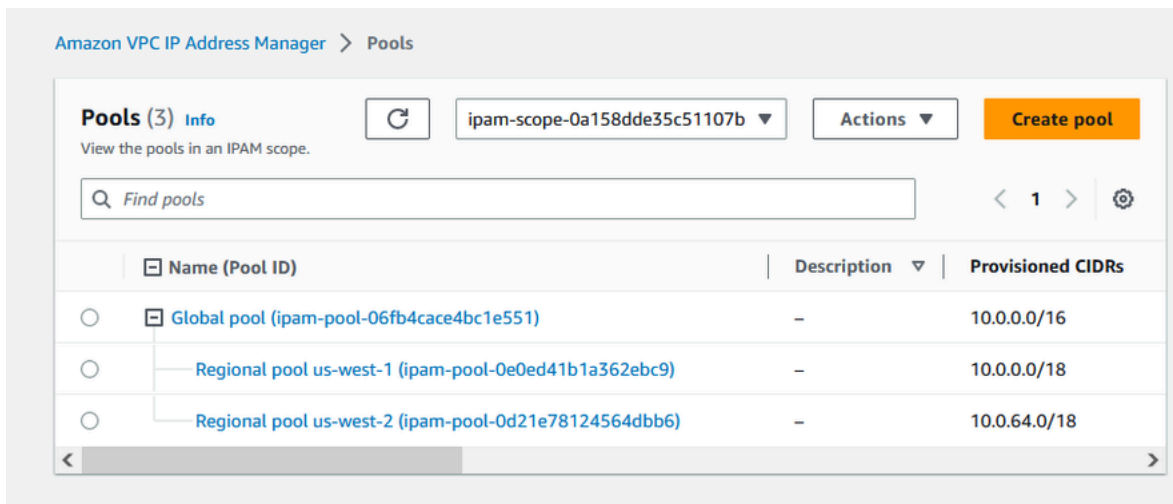 Amazon VPC IP Address Manager > Pools
Pools (3) Info
ipam-scope-0a158dde35c51107b
Actions
Create pool
View the pools in an IPAM scope.
Find pools
1
Name (Pool ID)
Description
Provisioned CIDRs
Global pool (ipam-pool-06fb4cace4bc1e551)
–
10.0.0.0/16
Regional pool us-west-1 (ipam-pool-0e0ed41b1a362ebc9)
–
10.0.0.0/18
Regional pool us-west-2 (ipam-pool-0d21e78124564dbb6)
–
10.0.64.0/18